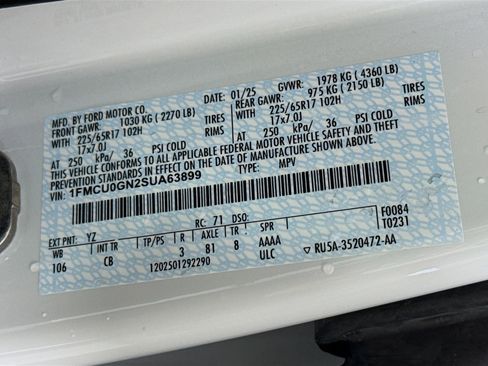 MFD. BY FORD MOTOR CO. DATE: 01/25 GVWR: 1978 KG ( 4360 LB)
FRONT GAWR: 1030 KG ( 2270 LB) REAR GAWR: 975 KG ( 2150 LB)
WITH 225/65R17 102H TIRES WITH 225/65R17 102H TIRES
17x7.0J RIMS 17x7.0J RIMS
AT 250 kPa/ 36 PSI COLD AT 250 kPa/ 36 PSI COLD
THIS VEHICLE CONFORMS TO ALL APPLICABLE FEDERAL MOTOR VEHICLE SAFETY AND THEFT
PREVENTION STANDARDS IN EFFECT ON THE DATE OF MANUFACTURE SHOWN ABOVE.
VIN: 1FMCU0GN2SUA63899 TYPE: MPV
F0084
T0231
EXT PNT: YZ RC: 71 DSO:
WB INT TR TP/PS R AXLE TR SPR
106 CB 3 81 8 AAAA
1202501292290 ULC RU5A-3520472-AA